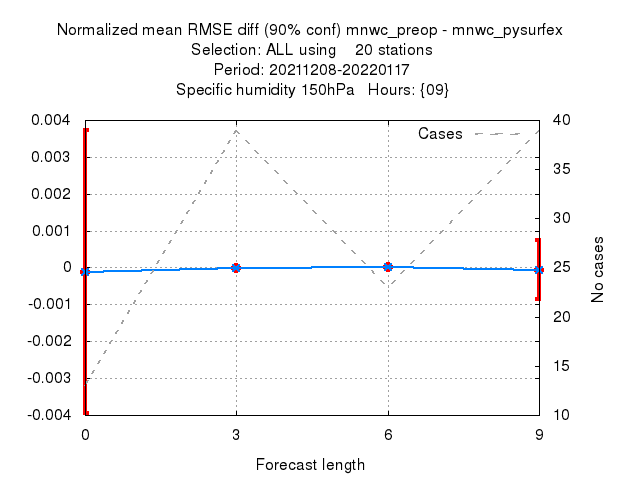 Normalized mean RMSE diff (90% conf) mnwc_preop - mnwc_pysurfex
Selection: ALL using 20 stations
Period: 20211208-20220117
Specific humidity 150hPa Hours: {09}
Cases
0.004
0.003
0.002
0.001
0
-0.001
-0.002
-0.003
-0.004
40
35
30
25
20
15
10
No cases
0 3 6 9
Forecast length